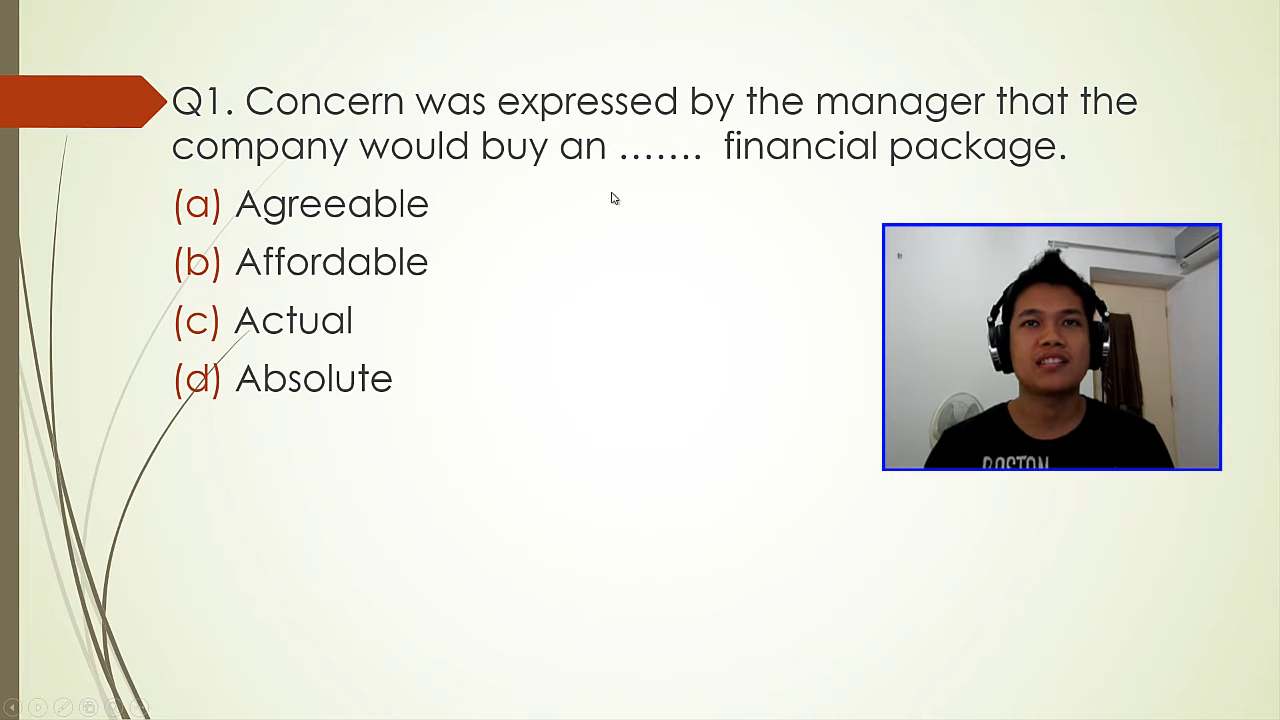 Q1. Concern was expressed by the manager that the
company would buy an ....... financial package.
(a) Agreeable
(b) Affordable
(c) Actual
(d) Absolute
BOSTON